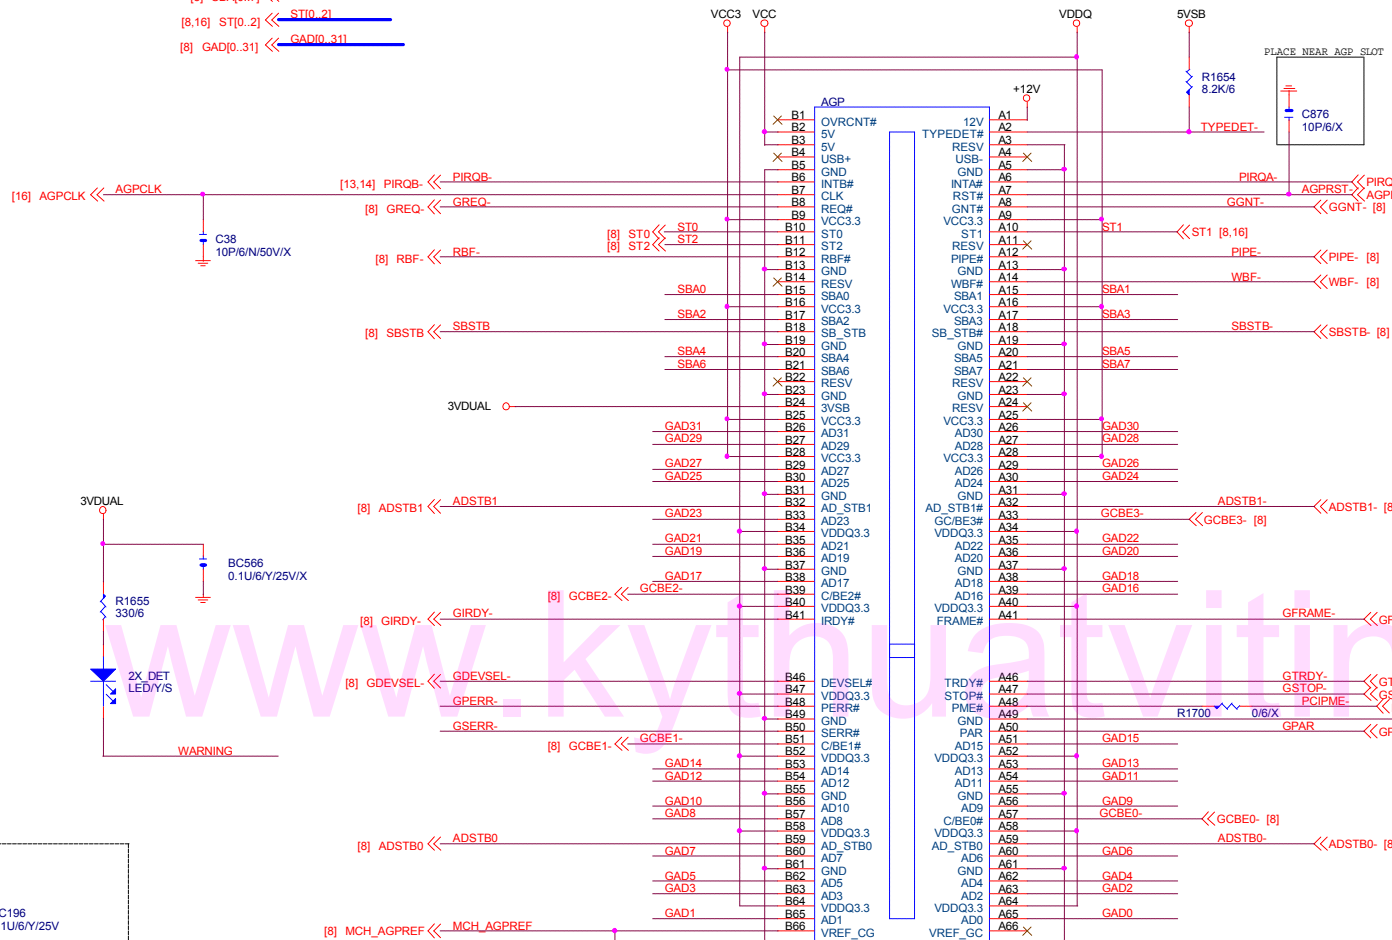 [8,16] ST[0..2] ST[0..2]
[8] GAD[0..31] GAD[0..31]
VCC3 VCC VDDQ 5VSB
PLACE NEAR AGP SLOT
R1654
8.2K/6
C876
10P/6/X
+12V
AGP
TYPEDET-
B1 OVRCNT# 12V A1
B2 5V TYPEDET# A2
B3 5V RESV A3
B4 USB+ USB- A4
B5 GND GND A5
[13,14] PIRQB- PIRQB- B6 INTB# INTA# A6 PIRQA-
[16] AGPCLK AGPCLK B7 CLK RST# A7 AGPRST-
[8] GREQ- GREQ- B8 REQ# GNT# A8 GGNT- GGNT- [8]
B9 VCC3.3 VCC3.3 A9
[8] ST0 ST0 B10 ST0 ST1 A10 ST1 ST1 [8,16]
[8] ST2 ST2 B11 ST2 RESV A11
[8] RBF- RBF- B12 RBF# PIPE# A12 PIPE- PIPE- [8]
B13 GND GND A13
B14 RESV WBF# A14 WBF- WBF- [8]
SBA0 B15 SBA0 SBA1 A15 SBA1
B16 VCC3.3 VCC3.3 A16
SBA2 B17 SBA2 SBA3 A17 SBA3
[8] SBSTB SBSTB B18 SB_STB SB_STB# A18 SBSTB- SBSTB- [8]
B19 GND GND A19
SBA4 B20 SBA4 SBA5 A20 SBA5
SBA6 B21 SBA6 SBA7 A21 SBA7
B22 RESV RESV A22
B23 GND GND A23
3VDUAL B24 3VSB RESV A24
B25 VCC3.3 VCC3.3 A25
GAD31 B26 AD31 AD30 A26 GAD30
GAD29 B27 AD29 AD28 A27 GAD28
B28 VCC3.3 VCC3.3 A28
GAD27 B29 AD27 AD26 A29 GAD26
GAD25 B30 AD25 AD24 A30 GAD24
B31 GND GND A31
[8] ADSTB1 ADSTB1 B32 AD_STB1 AD_STB1# A32 ADSTB1- ADSTB1- [8
GAD23 B33 AD23 GC/BE3# A33 GCBE3- GCBE3- [8]
B34 VDDQ3.3 VDDQ3.3 A34
GAD21 B35 AD21 AD22 A35 GAD22
GAD19 B36 AD19 AD20 A36 GAD20
B37 GND GND A37
GAD17 B38 AD17 AD18 A38 GAD18
[8] GCBE2- GCBE2- B39 C/BE2# AD16 A39 GAD16
B40 VDDQ3.3 VDDQ3.3 A40
[8] GIRDY- GIRDY- B41 IRDY# FRAME# A41 GFRAME-
[8] GDEVSEL- GDEVSEL- B46 DEVSEL# TRDY# A46 GTRDY-
B47 VDDQ3.3 STOP# A47 GSTOP-
GPERR- B48 PERR# PME# A48 R1700 0/6/X PCIPME-
B49 GND GND A49
GSERR- B50 SERR# PAR A50 GPAR
[8] GCBE1- GCBE1- B51 C/BE1# AD15 A51 GAD15
B52 VDDQ3.3 VDDQ3.3 A52
GAD14 B53 AD14 AD13 A53 GAD13
GAD12 B54 AD12 AD11 A54 GAD11
B55 GND GND A55
GAD10 B56 AD10 AD9 A56 GAD9
GAD8 B57 AD8 C/BE0# A57 GCBE0- GCBE0- [8]
B58 VDDQ3.3 VDDQ3.3 A58
[8] ADSTB0 ADSTB0 B59 AD_STB0 AD_STB0 A59 ADSTB0- ADSTB0- [8
GAD7 B60 AD7 AD6 A60 GAD6
B61 GND GND A61
GAD5 B62 AD5 AD4 A62 GAD4
GAD3 B63 AD3 AD2 A63 GAD2
B64 VDDQ3.3 VDDQ3.3 A64
GAD1 B65 AD1 AD0 A65 GAD0
[8] MCH_AGPREF MCH_AGPREF B66 VREF_CG VREF_GC A66
C38
10P/6/N/50V/X
3VDUAL
BC566
0.1U/6/Y/25V/X
R1655
330/6
2X_DET
LED/Y/S
WARNING
C196
1U/6/Y/25V
www.kythuatvitin